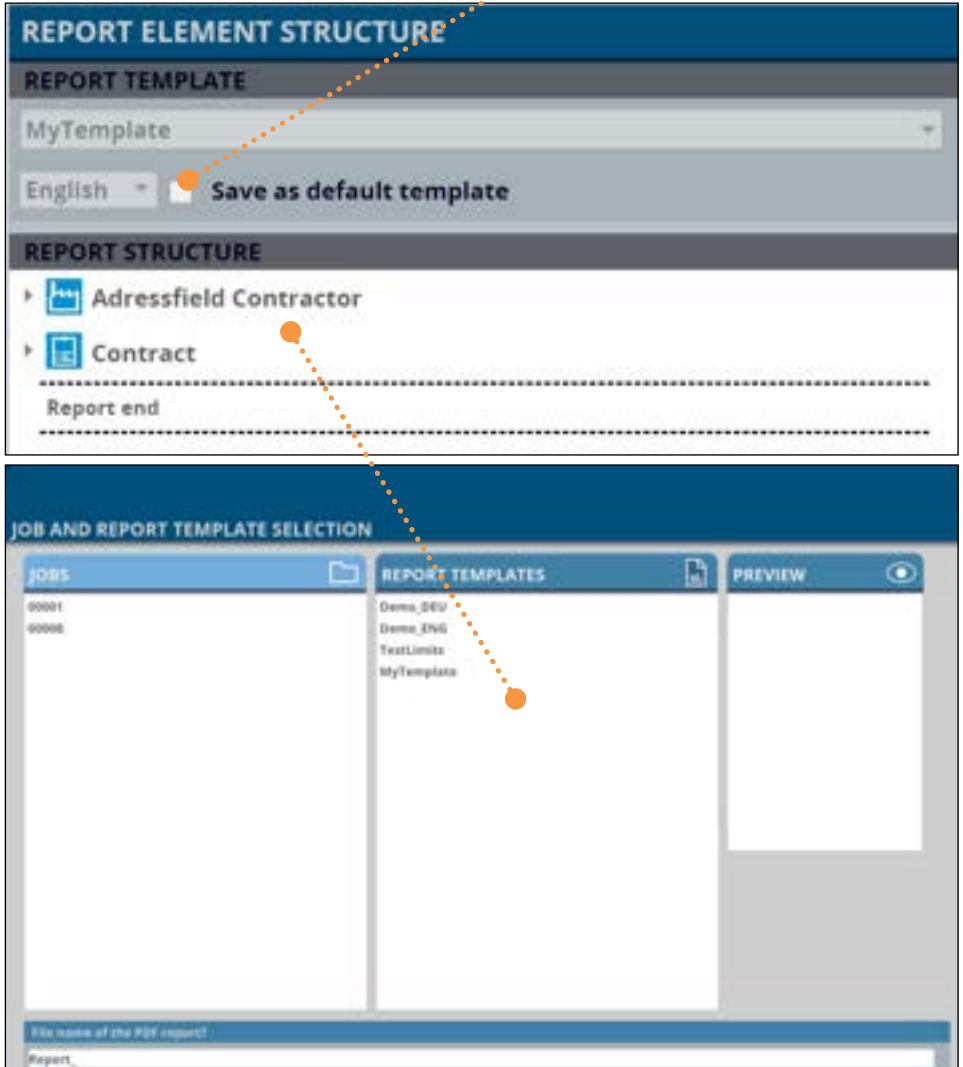 REPORT ELEMENT STRUCTURE
REPORT TEMPLATE
MyTemplate
English
Save as default template
REPORT STRUCTURE
Adressfield Contractor
Contract
Report end
JOB AND REPORT TEMPLATE SELECTION
JOBS
REPORT TEMPLATES
PREVIEW
00001
00006
Demo_DEU
Demo_ENG
TestLimits
MyTemplate
File name of the PDF report?
Report_